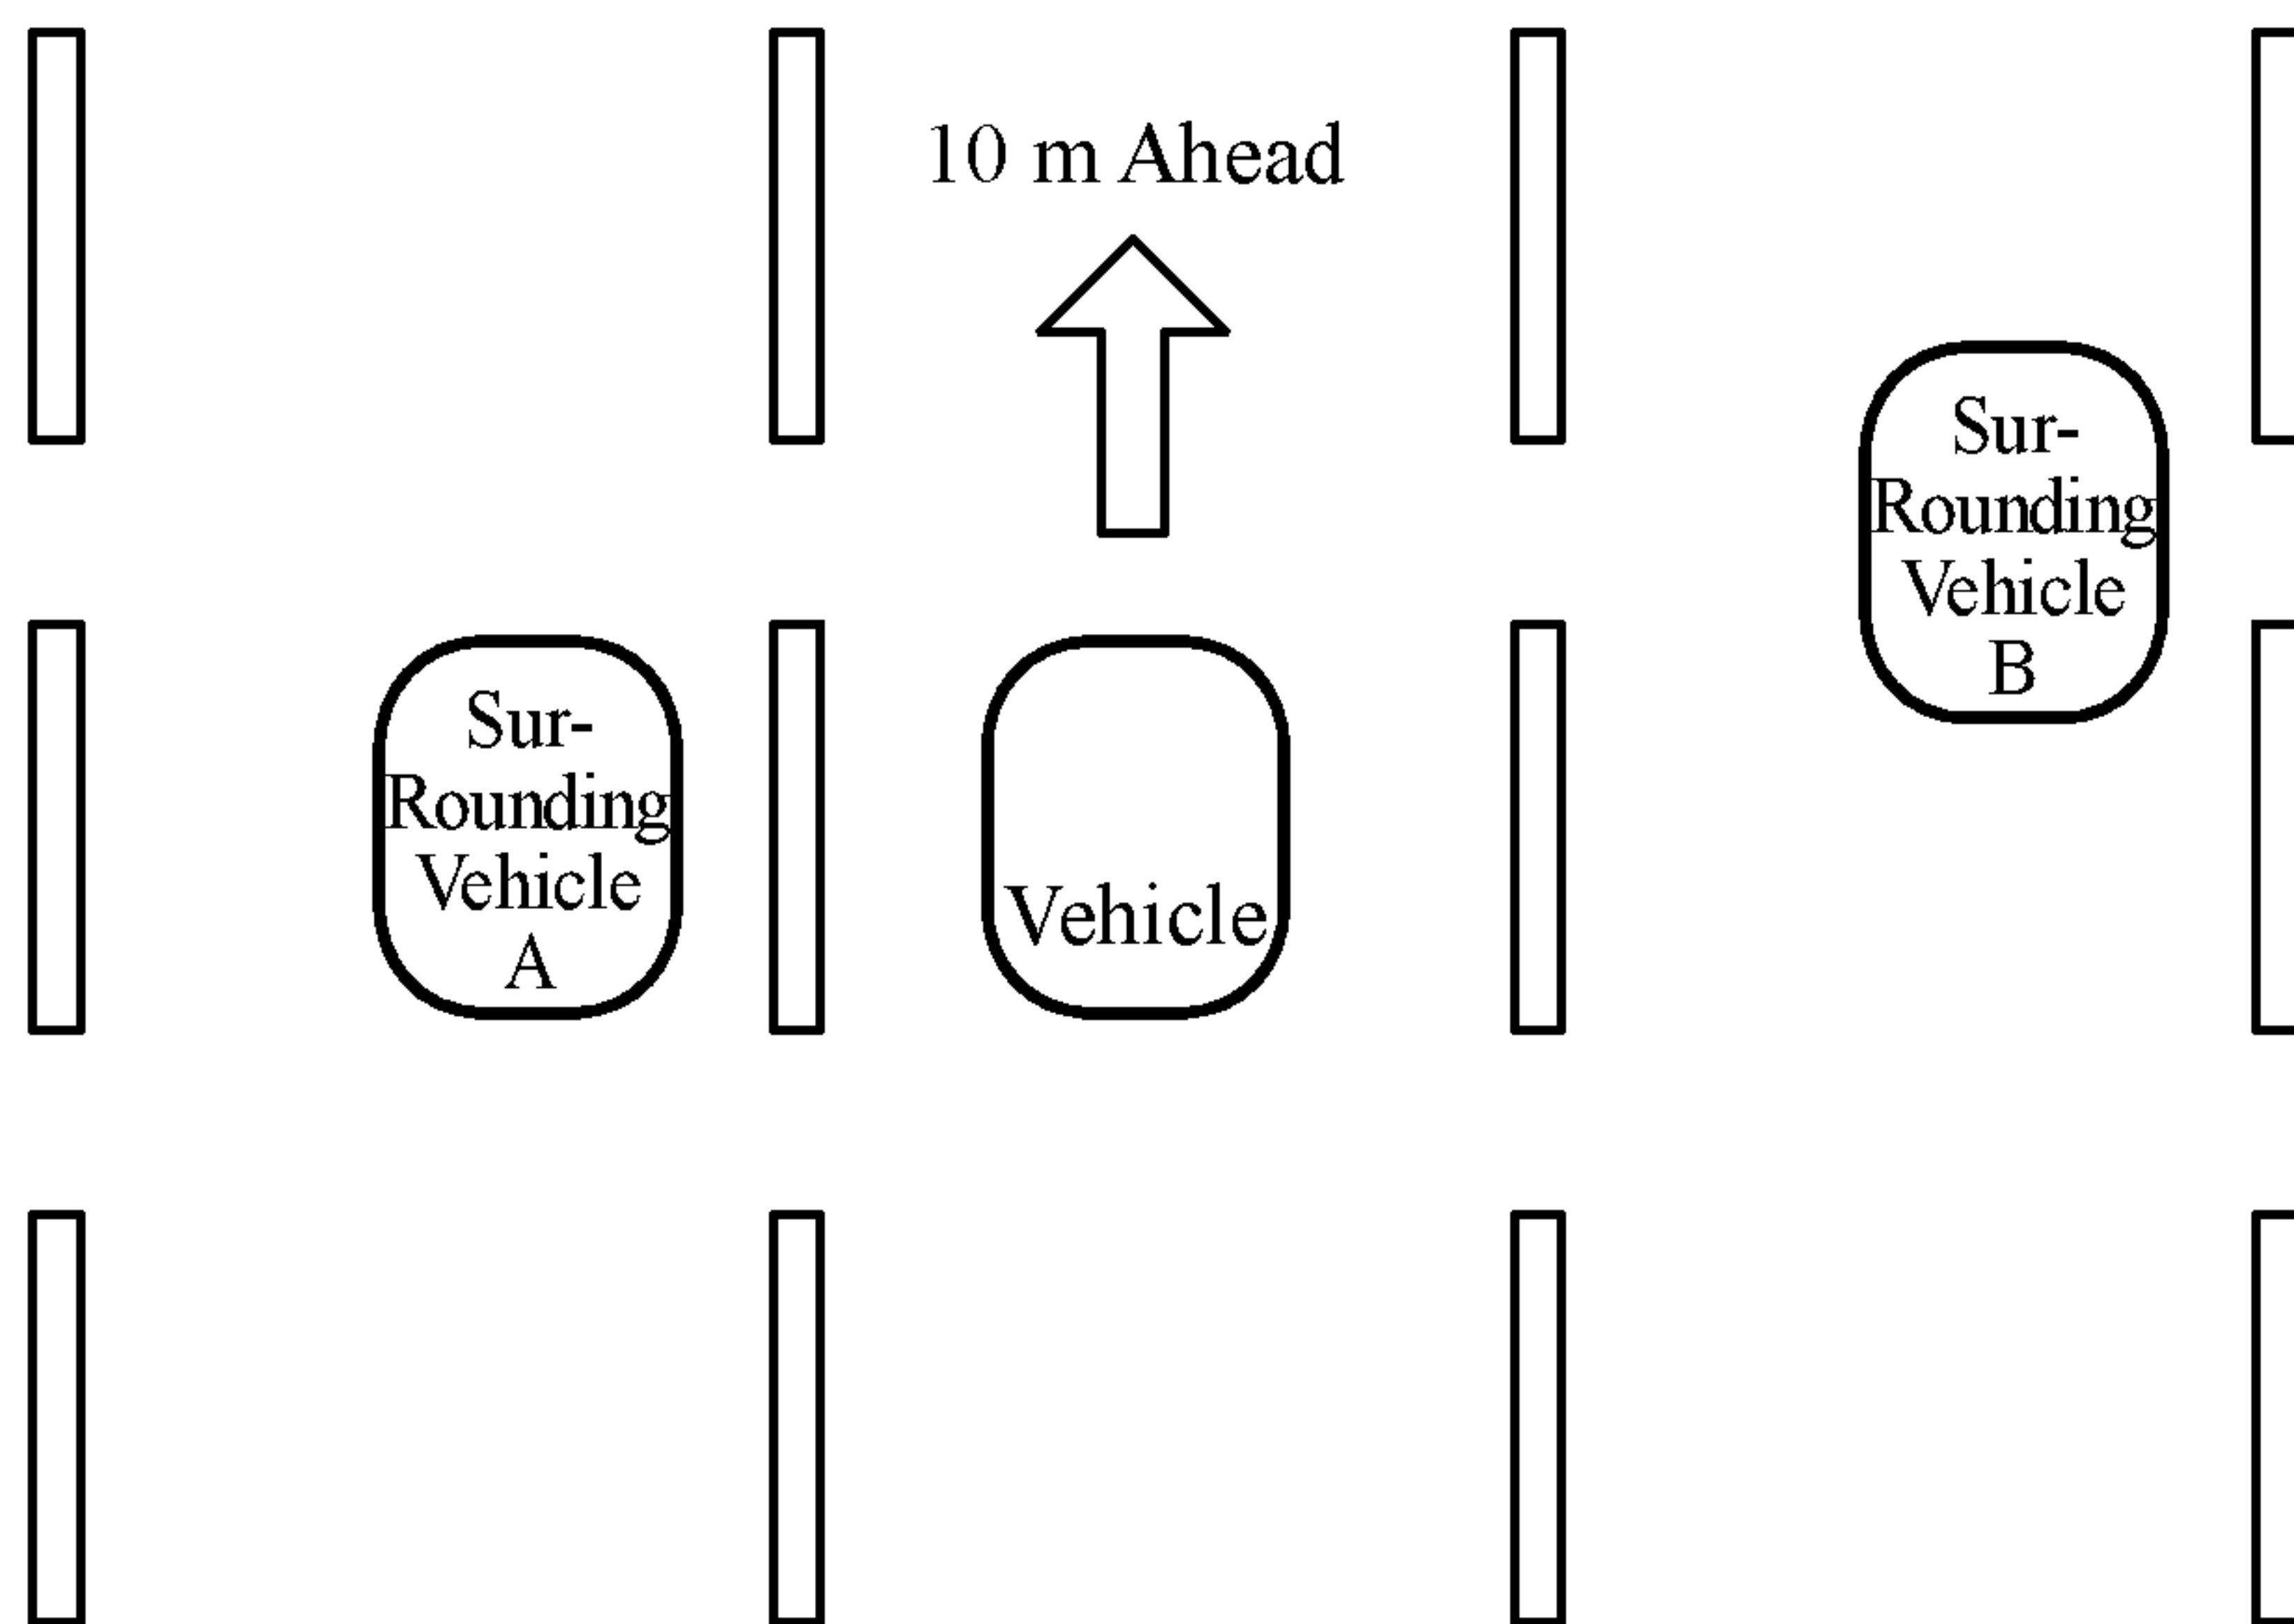 10 m Ahead
Sur-
Rounding
Vehicle
B
Sur-
Rounding
Vehicle
A
Vehicle